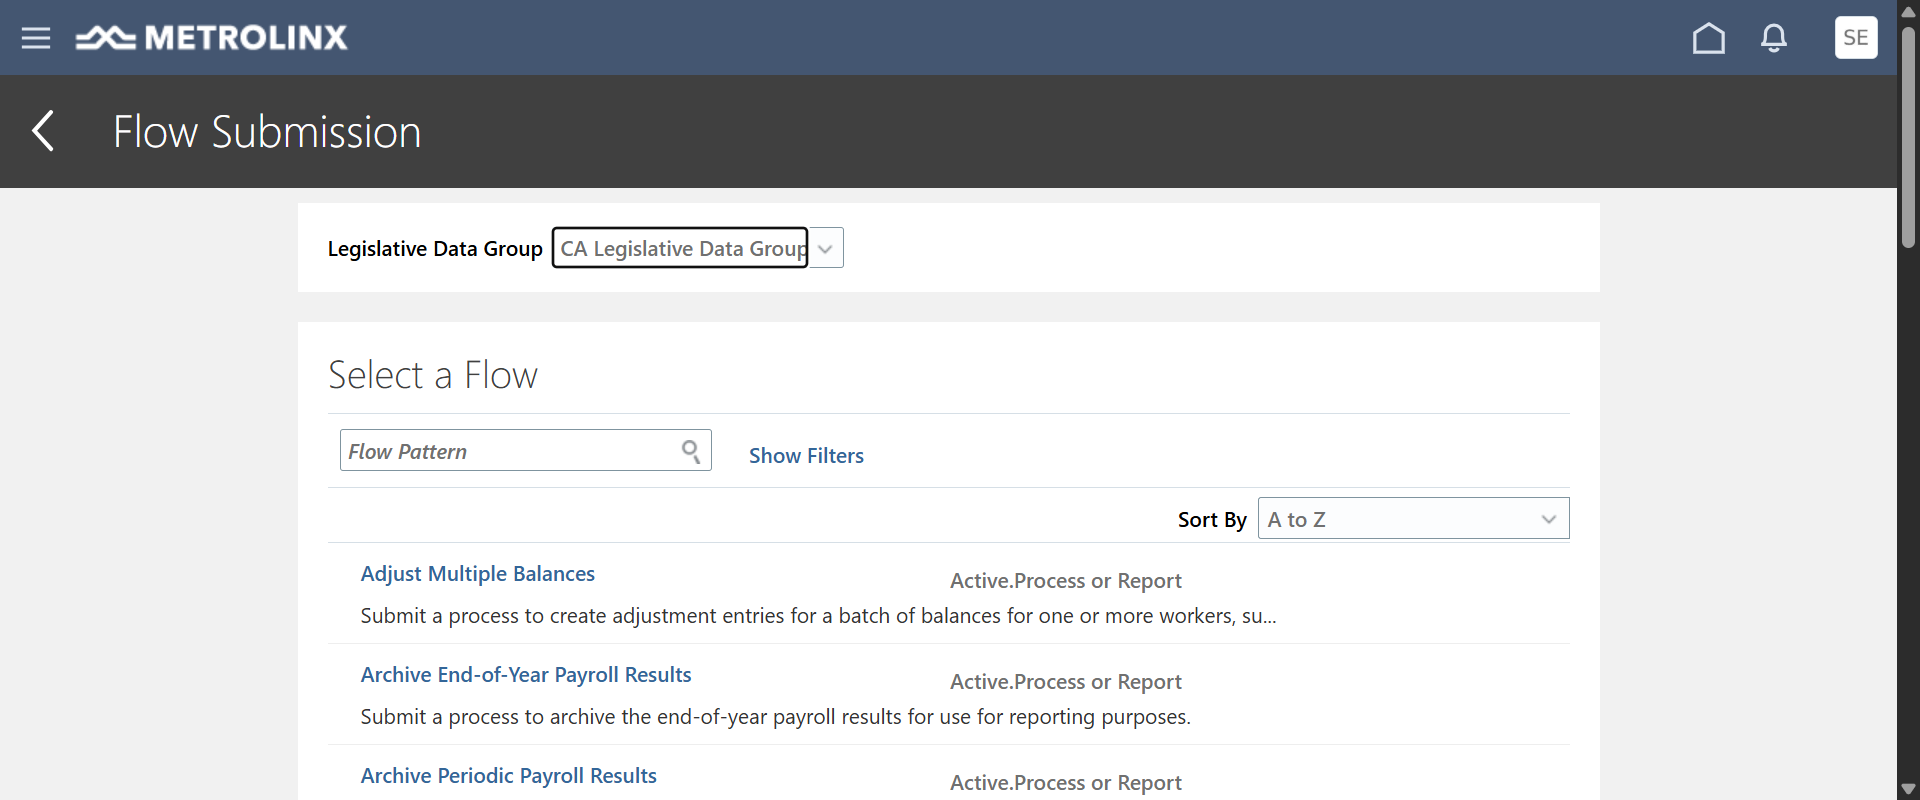 METROLINX
SE
Flow Submission
Legislative Data Group CA Legislative Data Group
Select a Flow
Flow Pattern Show Filters
Sort By A to Z
Adjust Multiple Balances Active.Process or Report
Submit a process to create adjustment entries for a batch of balances for one or more workers, su...
Archive End-of-Year Payroll Results Active.Process or Report
Submit a process to archive the end-of-year payroll results for use for reporting purposes.
Archive Periodic Payroll Results Active.Process or Report